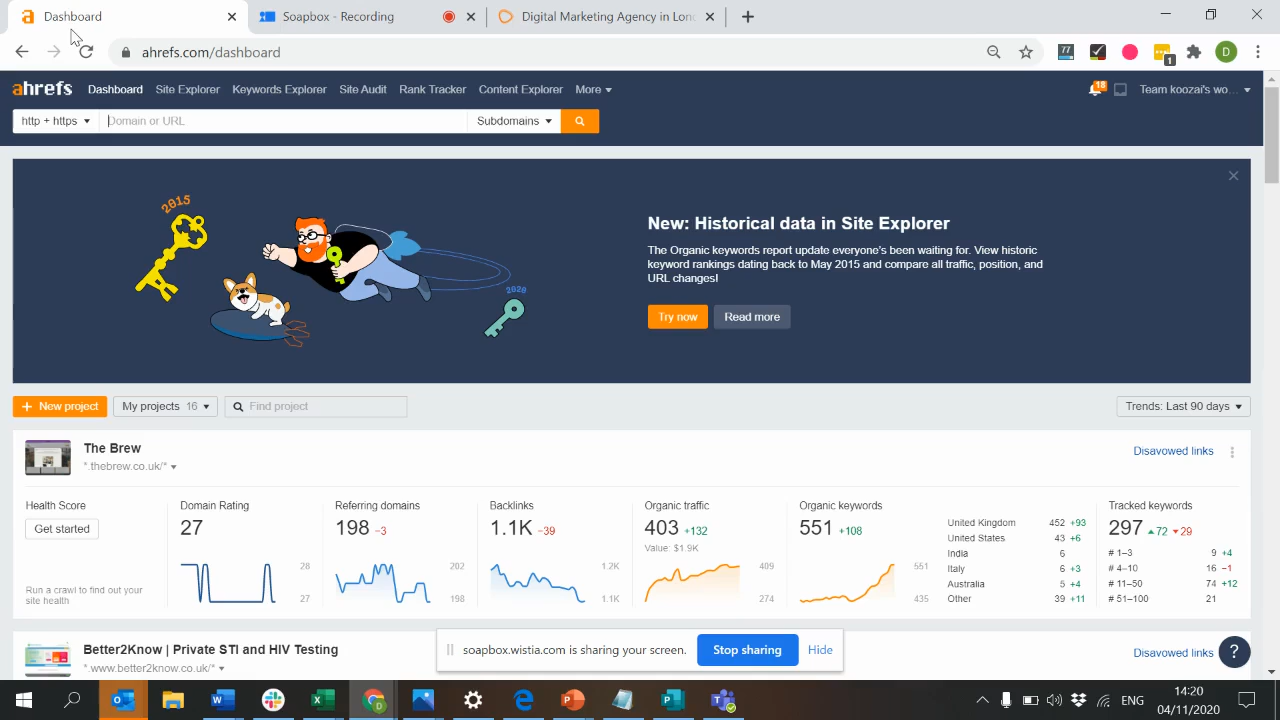 Dashboard
Soapbox - Recording
Digital Marketing Agency in Lond
ahrefs.com/dashboard
77
1
D
ahrefs
Dashboard
Site Explorer
Keywords Explorer
Site Audit
Rank Tracker
Content Explorer
More
18
Team koozai's wo...
http + https
Domain or URL
Subdomains
2015
2020
New: Historical data in Site Explorer
The Organic keywords report update everyone's been waiting for. View historic
keyword rankings dating back to May 2015 and compare all traffic, position, and
URL changes!
Try now
Read more
+ New project
My projects 16
Find project
Trends: Last 90 days
The Brew
*.thebrew.co.uk/*
Disavowed links
Health Score
Get started
Run a crawl to find out your
site health
Domain Rating
27
28
27
Referring domains
198 −3
202
198
Backlinks
1.1K −39
1.2K
1.1K
Organic traffic
403 +132
Value: $1.9K
409
274
Organic keywords
551 +108
551
435
United Kingdom 452 +93
United States 43 +6
India 6
Italy 6 +3
Australia 5 +4
Other 39 +11
Tracked keywords
297 72 29
# 1–3 9 +4
# 4–10 16 −1
# 11–50 74 +12
# 51–100 21
Better2Know | Private STI and HIV Testing
*.www.better2know.co.uk/*
Disavowed links
?
soapbox.wistia.com is sharing your screen.
Stop sharing
Hide
ENG
14:20
04/11/2020